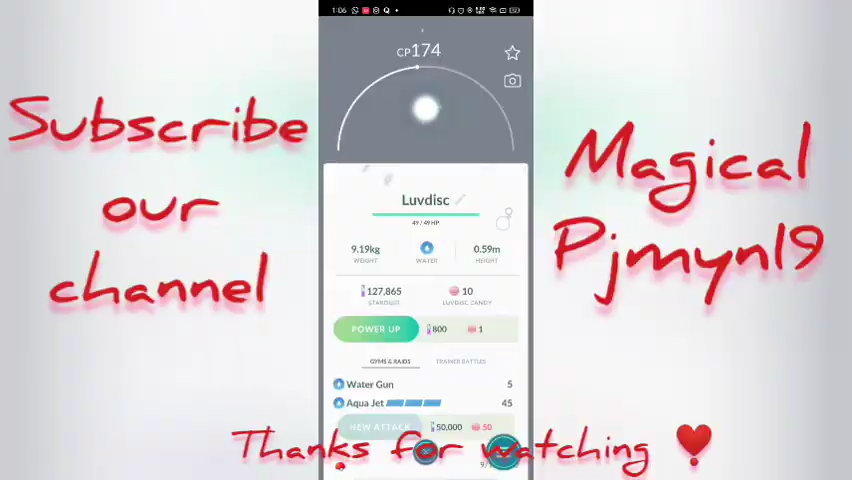 1:06
CP174
Subscribe
our
channel
Magical
Pjmyn19
Luvdisc
49 / 49 HP
9.19kg
WEIGHT
WATER
0.59m
HEIGHT
127,865
STARDUST
10
LUVDISC CANDY
POWER UP
800
1
GYMS & RAIDS
TRAINER BATTLES
Water Gun
5
Aqua Jet
45
NEW ATTACK
50,000
50
Thanks for watching